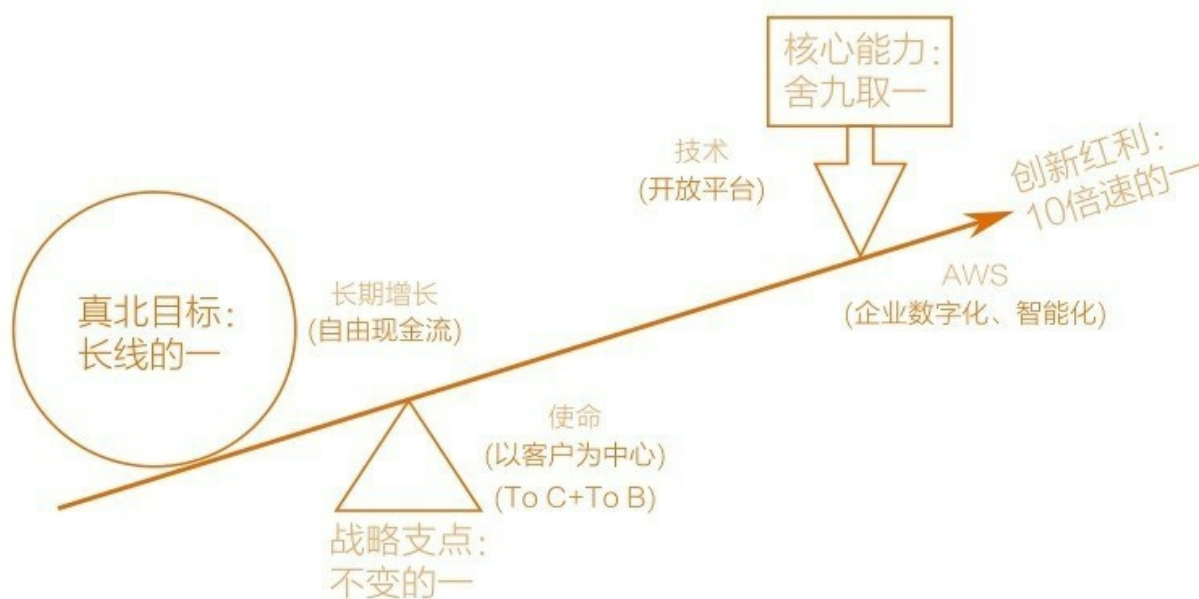 核心能力：
舍九取一
技术
(开放平台)
创新红利：
10倍速的一
AWS
(企业数字化、智能化)
真北目标：
长线的一
长期增长
(自由现金流)
使命
(以客户为中心)
(To C+To B)
战略支点：
不变的一